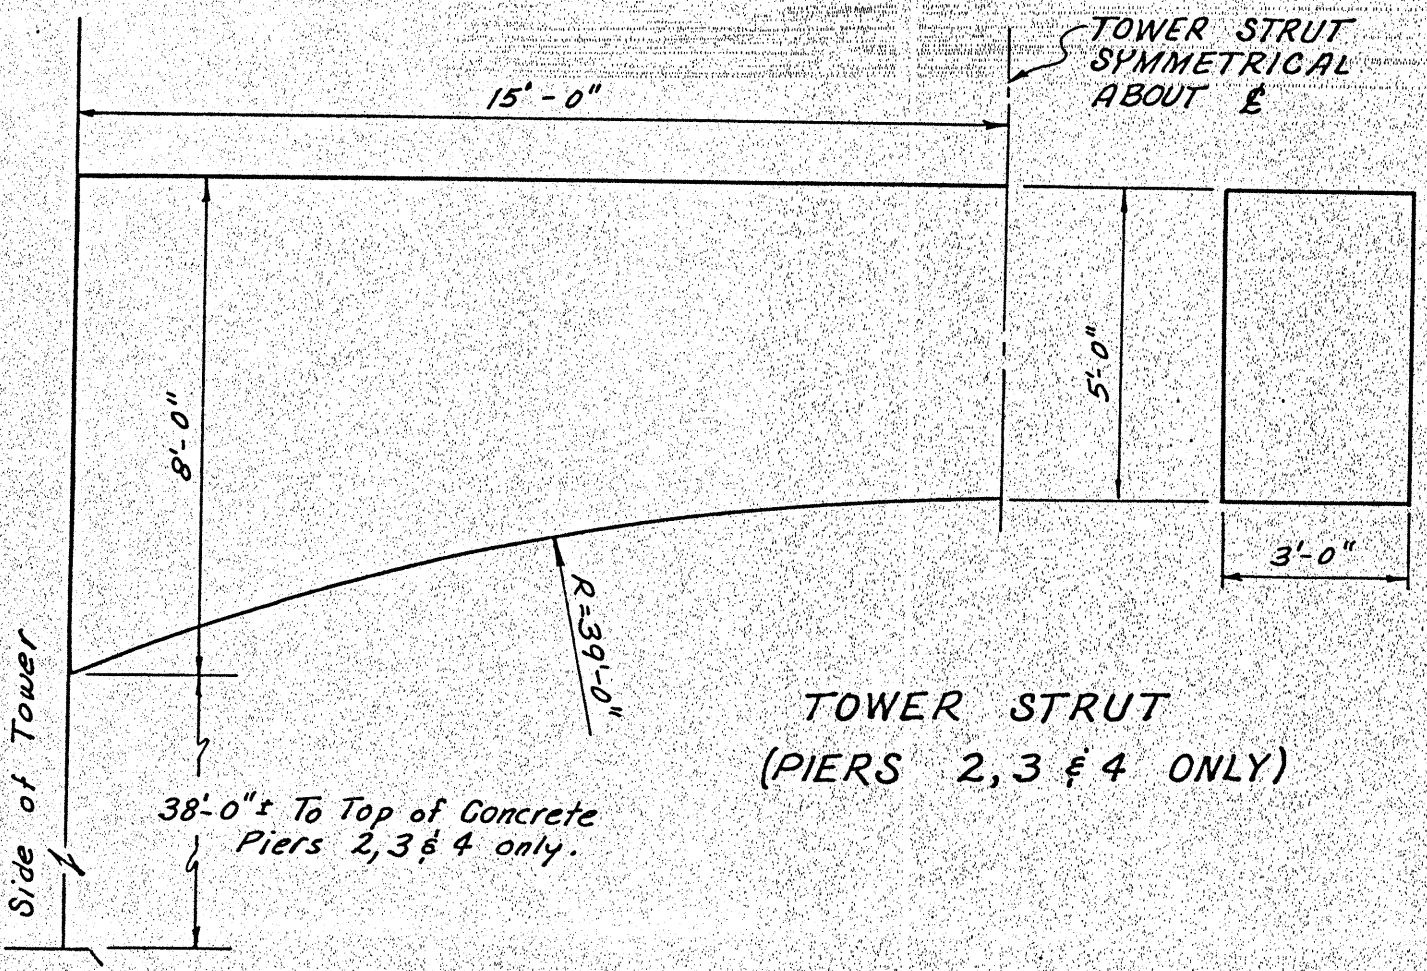 TOWER STRUT
SYMMETRICAL
ABOUT ℄
15'-0"
8'-0"
5'-0"
3'-0"
R=39'-0"
Side of Tower
TOWER STRUT
(PIERS 2, 3 & 4 ONLY)
38'-0"± To Top of Concrete
Piers 2, 3 & 4 only.